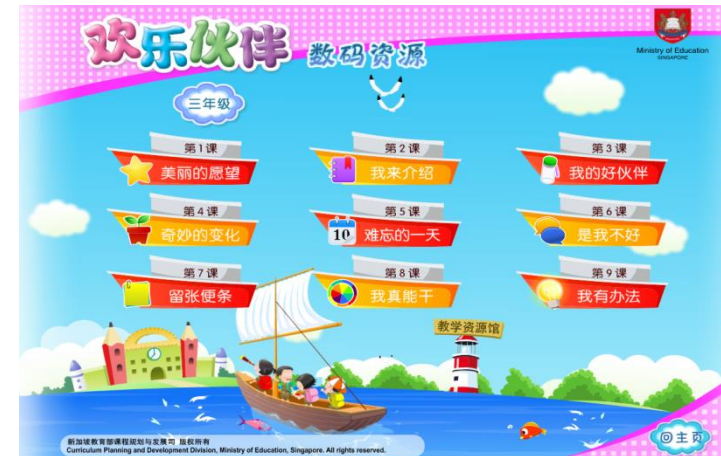 欢乐伙伴 数码资源
Ministry of Education
SINGAPORE
三年级
第1课
美丽的愿望
第2课
我来介绍
第3课
我的好伙伴
第4课
奇妙的变化
第5课
10 难忘的一天
第6课
是我不好
第7课
留张便条
第8课
我真能干
第9课
我有办法
教学资源馆
新加坡教育部课程规划与发展司 版权所有
Curriculum Planning and Development Division, Ministry of Education, Singapore. All rights reserved.
回主页